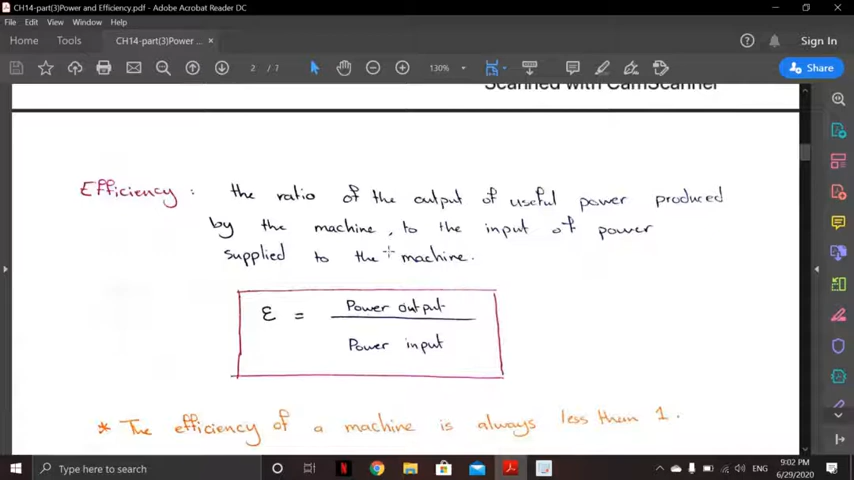 CH14-part(3)Power and Efficiency.pdf - Adobe Acrobat Reader DC
File Edit View Window Help
Home Tools CH14-part(3)Power ... × Sign In
2 / 7 130% Share
Scanned with CamScanner
Efficiency : the ratio of the output of useful power produced
by the machine, to the input of power
supplied to the machine.
ε = Power output
Power input
* The efficiency of a machine is always less than 1.
Type here to search
ENG
9:02 PM
6/29/2020